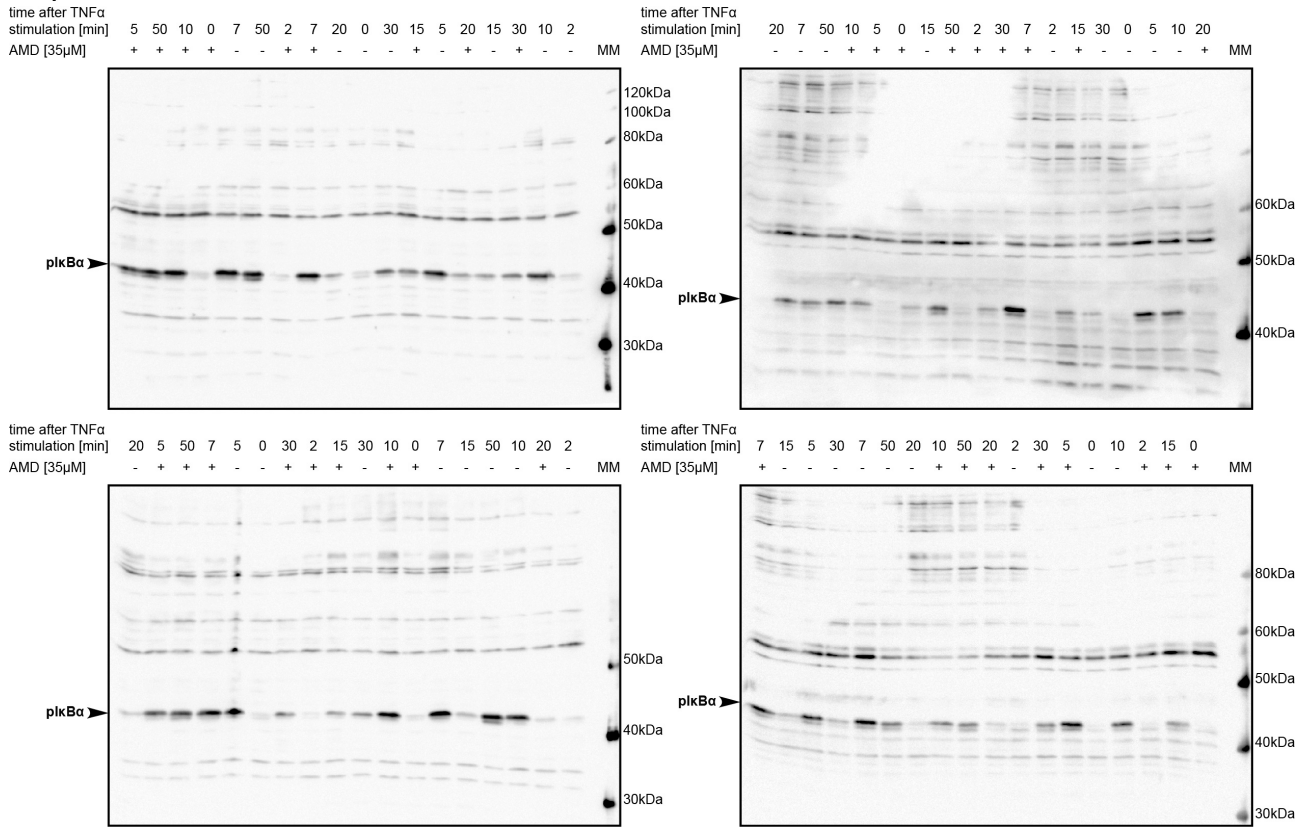 time after TNFα
stimulation [min] 5 50 10 0 7 50 2 7 20 0 30 15 5 20 15 30 10 2
AMD [35µM] + + + + - - + + - - - + - + - + - - MM
120kDa
100kDa
80kDa
60kDa
50kDa
pIκBα
40kDa
30kDa
time after TNFα
stimulation [min] 20 7 50 10 5 0 15 50 2 30 7 2 15 30 0 5 10 20
AMD [35µM] - - - + + + - + + + + - + - - - - + MM
60kDa
50kDa
pIκBα
40kDa
time after TNFα
stimulation [min] 20 5 50 7 5 0 30 2 15 30 10 0 7 15 50 10 20 2
AMD [35µM] - + + + - - + + + - + + - - - - + - MM
50kDa
pIκBα
40kDa
30kDa
time after TNFα
stimulation [min] 7 15 5 30 7 50 20 10 50 20 2 30 5 0 10 2 15 0
AMD [35µM] + - - - - - - + + + - + + - - + + + MM
80kDa
60kDa
50kDa
pIκBα
40kDa
30kDa